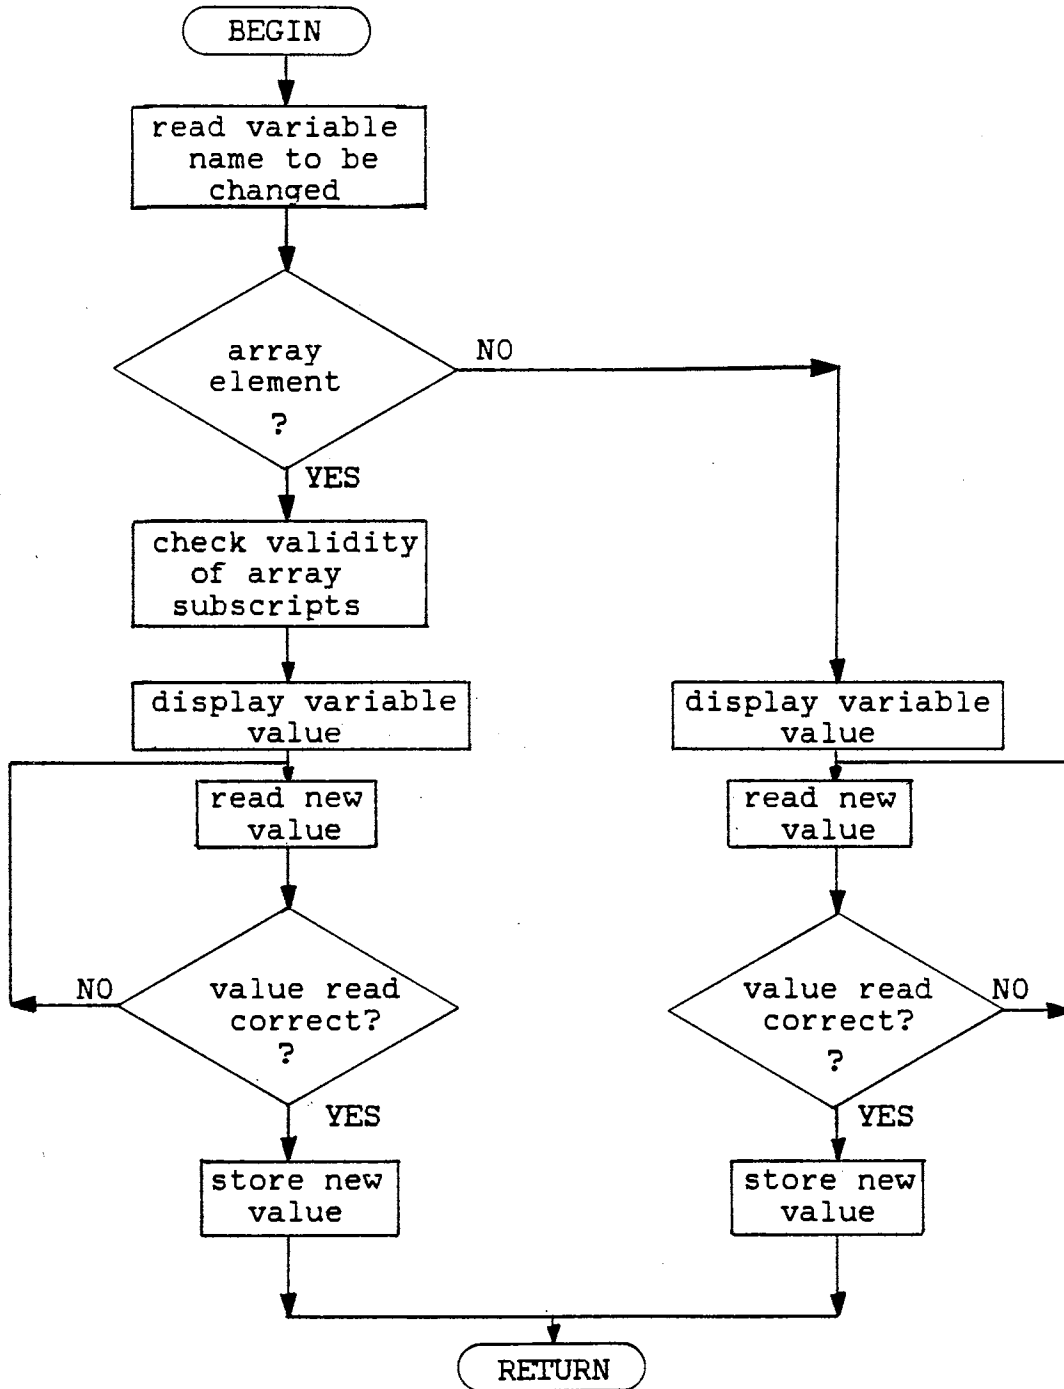 BEGIN
read variable
name to be
changed
array
element
?
NO
YES
check validity
of array
subscripts
display variable
value
read new
value
value read
correct?
?
NO
YES
store new
value
display variable
value
read new
value
value read
correct?
?
NO
YES
store new
value
RETURN